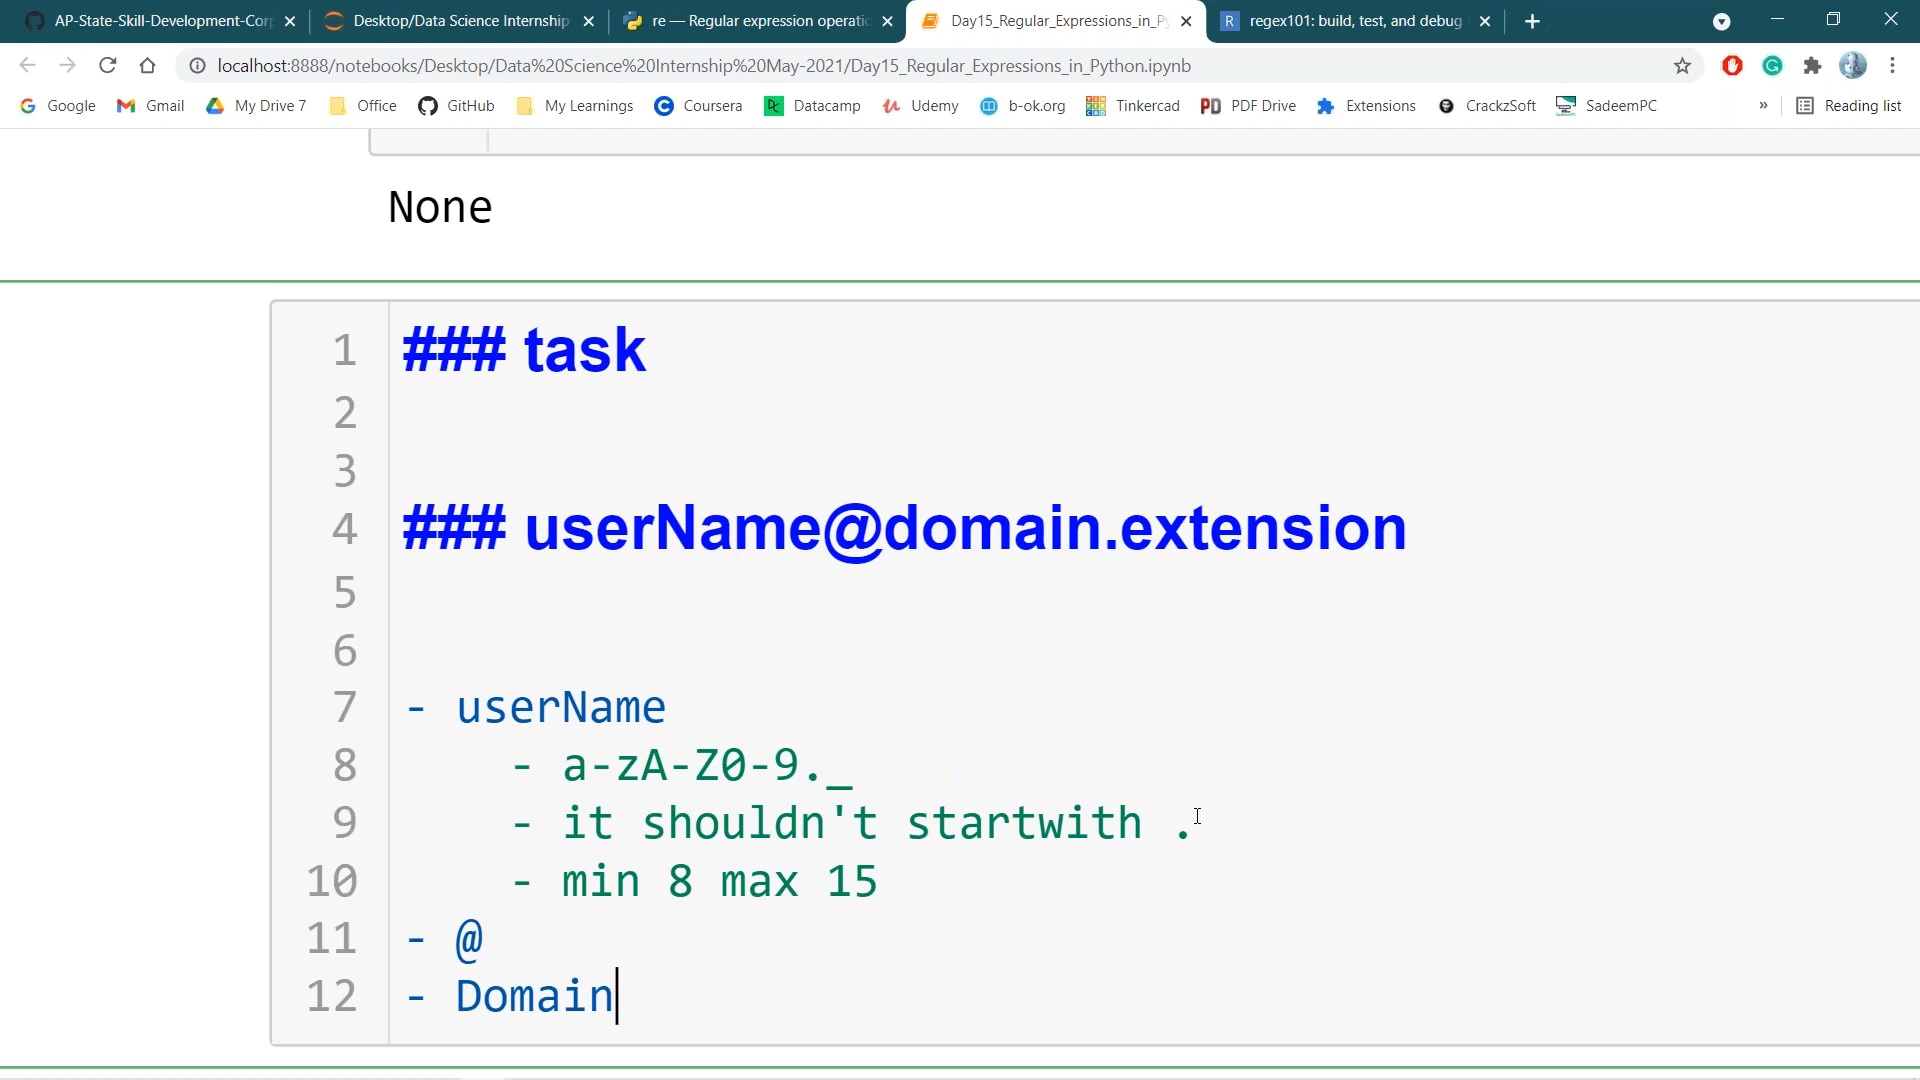 AP-State-Skill-Development-Corp
Desktop/Data Science Internship
re — Regular expression operatic
Day15_Regular_Expressions_in_Py
regex101: build, test, and debug
localhost:8888/notebooks/Desktop/Data%20Science%20Internship%20May-2021/Day15_Regular_Expressions_in_Python.ipynb
Google Gmail My Drive 7 Office GitHub My Learnings Coursera Datacamp Udemy b-ok.org Tinkercad PDF Drive Extensions CrackzSoft SadeemPC » Reading list
None
1 ### task
2
3
4 ### userName@domain.extension
5
6
7 - userName
8 - a-zA-Z0-9._
9 - it shouldn't startwith .
10 - min 8 max 15
11 - @
12 - Domain